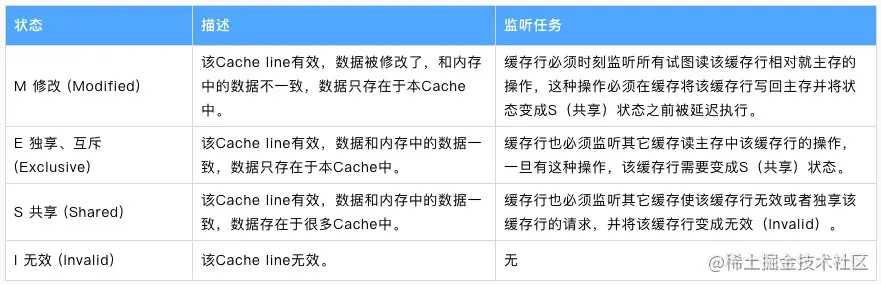 状态 描述 监听任务
M 修改 (Modified)
该Cache line有效，数据被修改了，和内存
中的数据不一致，数据只存在于本Cache
中。
缓存行必须时刻监听所有试图读该缓存行相对就主存的
操作，这种操作必须在缓存将该缓存行写回主存并将状
态变成S（共享）状态之前被延迟执行。
E 独享、互斥
(Exclusive)
该Cache line有效，数据和内存中的数据一
致，数据只存在于本Cache中。
缓存行也必须监听其它缓存读主存中该缓存行的操作，
一旦有这种操作，该缓存行需要变成S（共享）状态。
S 共享 (Shared)
该Cache line有效，数据和内存中的数据一
致，数据存在于很多Cache中。
缓存行也必须监听其它缓存使该缓存行无效或者独享该
缓存行的请求，并将该缓存行变成无效（Invalid）。
I 无效 (Invalid)
该Cache line无效。
无
@稀土掘金技术社区